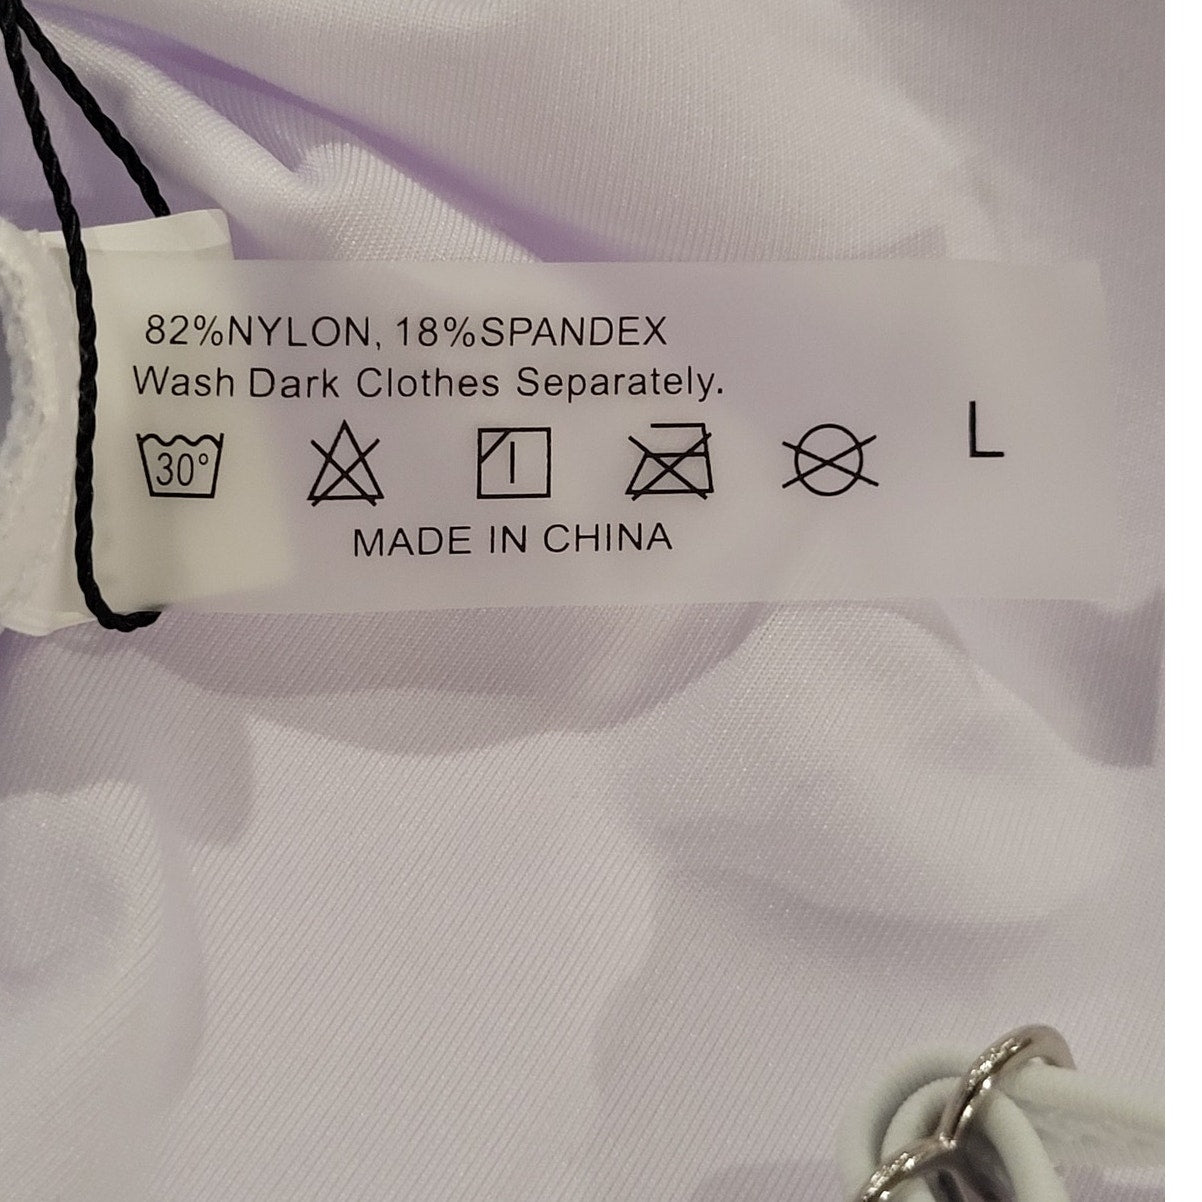 82%NYLON, 18%SPANDEX
Wash Dark Clothes Separately.
30°
L
MADE IN CHINA